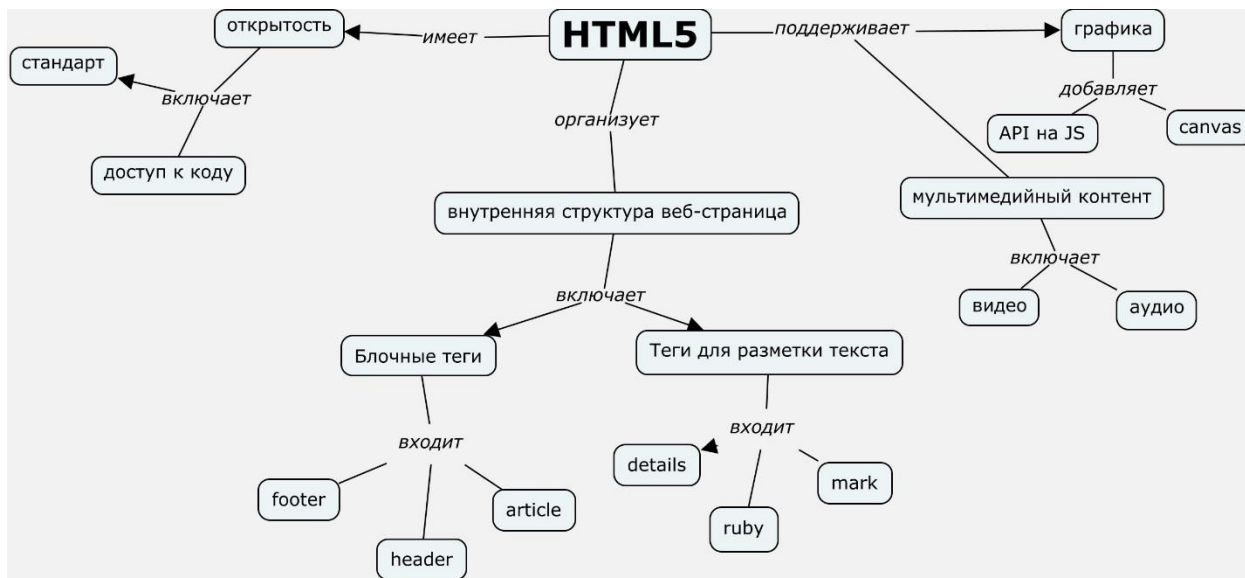 HTML5
имеет
открытость
включает
стандарт
доступ к коду
организует
внутренняя структура веб-страница
включает
Блочные теги
входит
footer
header
article
Теги для разметки текста
входит
details
ruby
mark
поддерживает
графика
добавляет
API на JS
canvas
мультимедийный контент
включает
видео
аудио